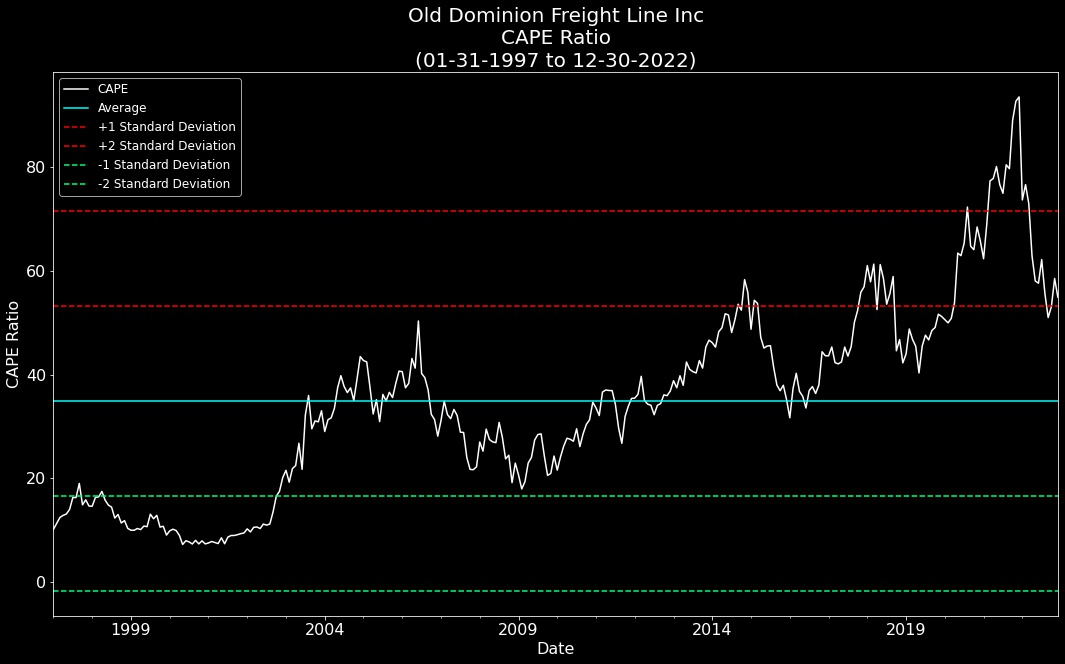 Old Dominion Freight Line Inc
CAPE Ratio
(01-31-1997 to 12-30-2022)
CAPE
Average
+1 Standard Deviation
+2 Standard Deviation
-1 Standard Deviation
-2 Standard Deviation
80
60
40
20
0
CAPE Ratio
1999 2004 2009 2014 2019
Date